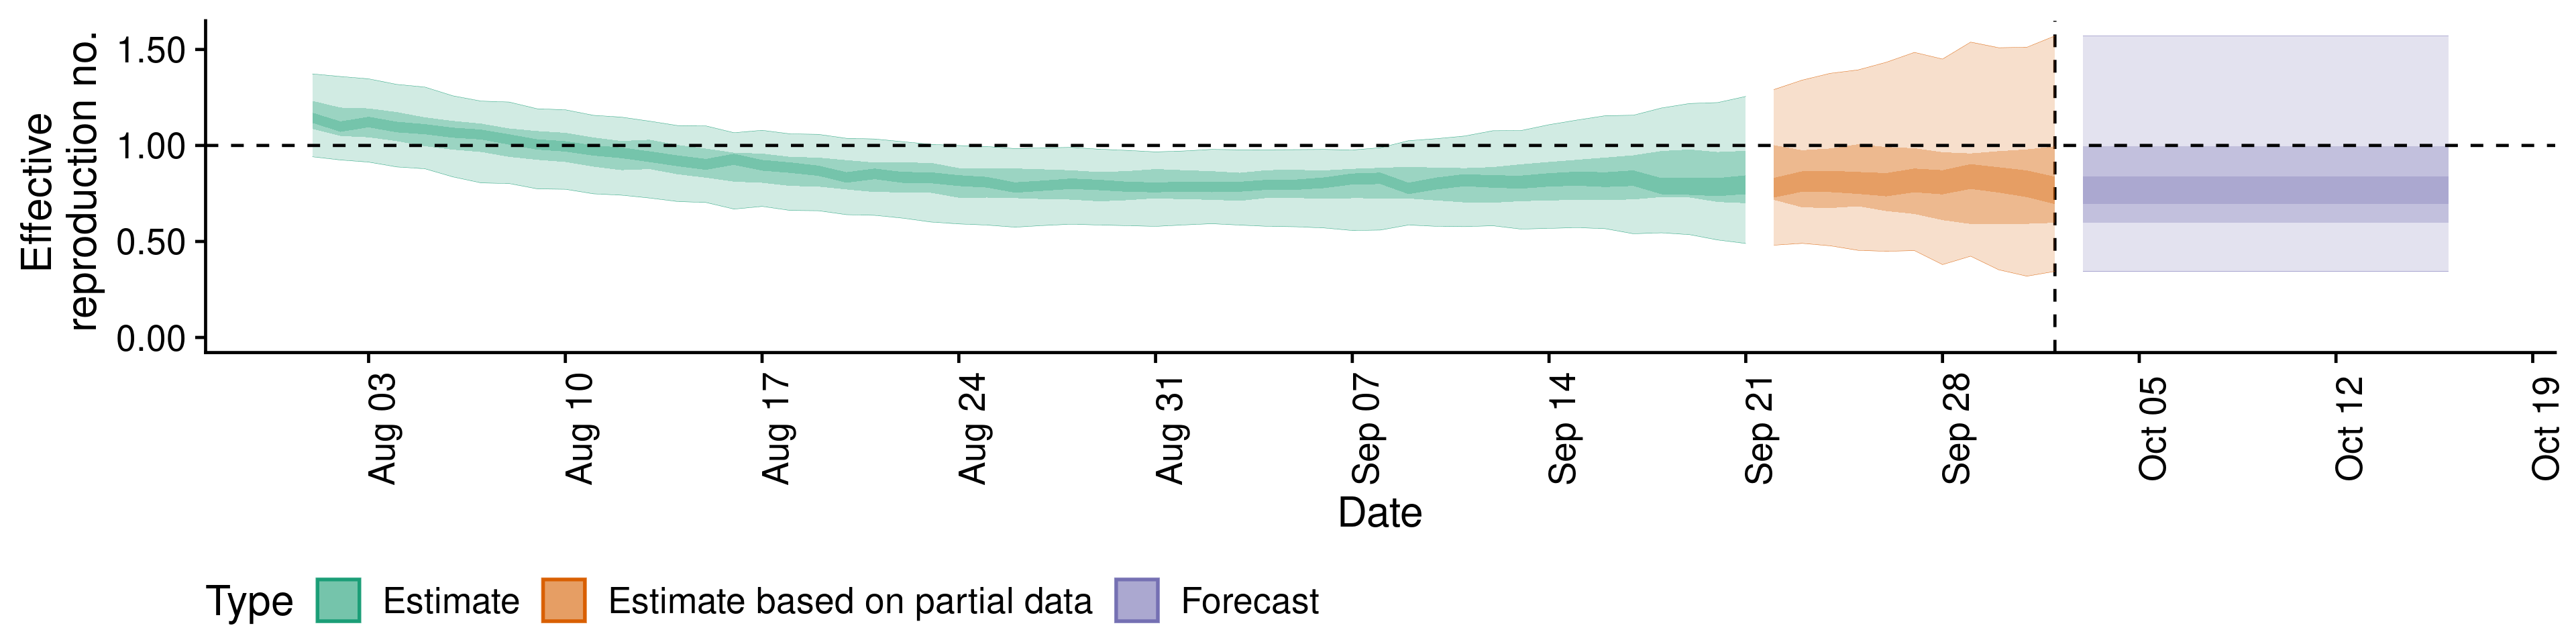 Effective
reproduction no.
1.50
1.00
0.50
0.00
Aug 03
Aug 10
Aug 17
Aug 24
Aug 31
Sep 07
Sep 14
Sep 21
Sep 28
Oct 05
Oct 12
Oct 19
Date
Type Estimate Estimate based on partial data Forecast